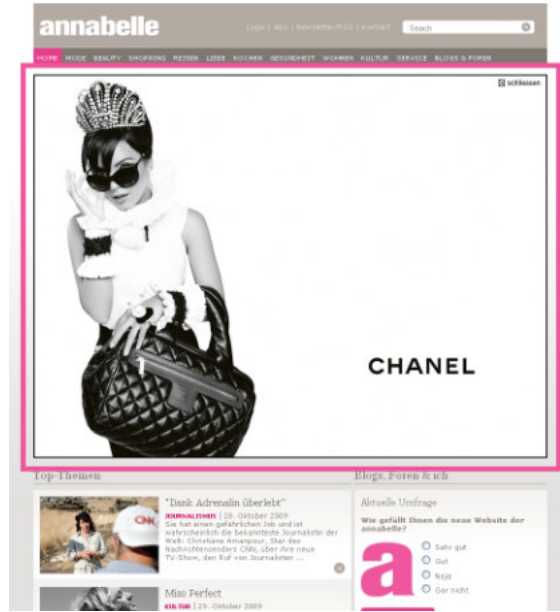 annabelle
Login | Abo | Newsletter/RSS | Kontakt
Search
HOME MODE BEAUTY SHOPPING REISEN LIEBE KOCHEN GESUNDHEIT WOHNEN KULTUR SERVICE BLOGS & FOREN
schliessen
CHANEL
Top-Themen
Blogs, Foren & ich
"Dank Adrenalin überlebt"
JOURNALISMUS | 29. Oktober 2009
Sie hat einen gefährlichen Job und ist
wahrscheinlich die bekannteste Journalistin der
Welt: Christiane Amanpour, Star des
Nachrichtensenders CNN, über ihre neue
TV-Show, den Ruf von Journalisten ...
CNN
Miss Perfect
KULTUR | 29. Oktober 2009
Aktuelle Umfrage
Wie gefällt Ihnen die neue Website der
annabelle?
a
Sehr gut
Gut
Naja
Gar nicht